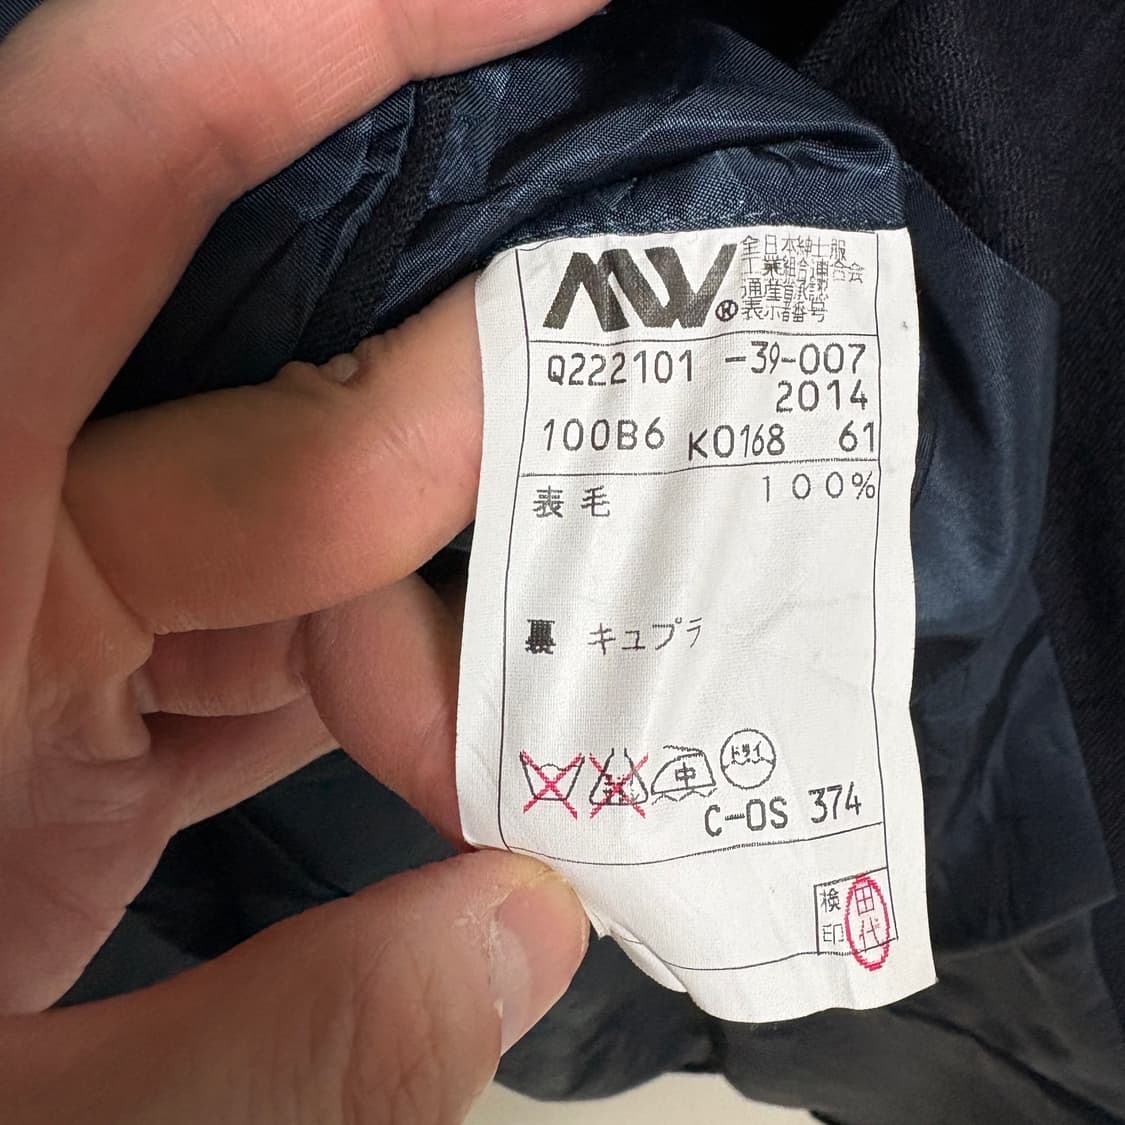 MW®
全日本紳士服
工業組合連合会
通産省承認
表示者番号
Q222101 -39-007
2014
100B6 K0168 61
表 毛 100%
裏 キュプラ
中 ドライ
C-OS 374
検印 田代